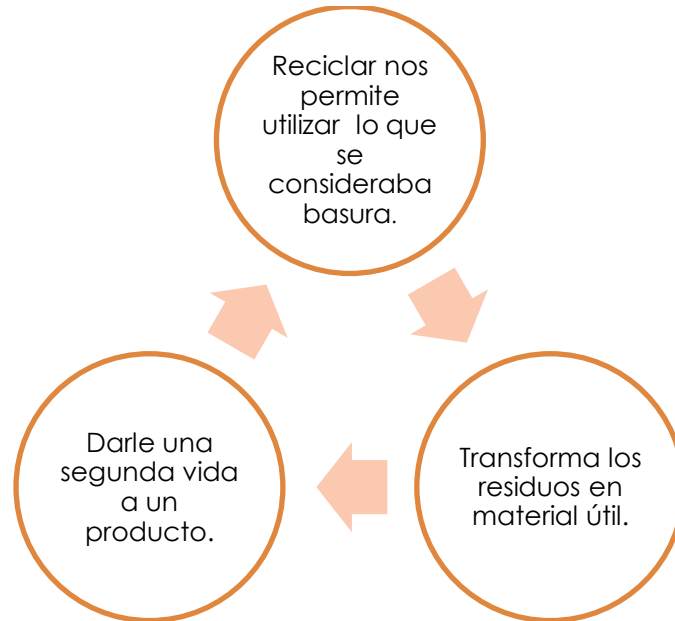 Reciclar nos
permite
utilizar lo que
se
consideraba
basura.
Transforma los
residuos en
material útil.
Darle una
segunda vida
a un
producto.